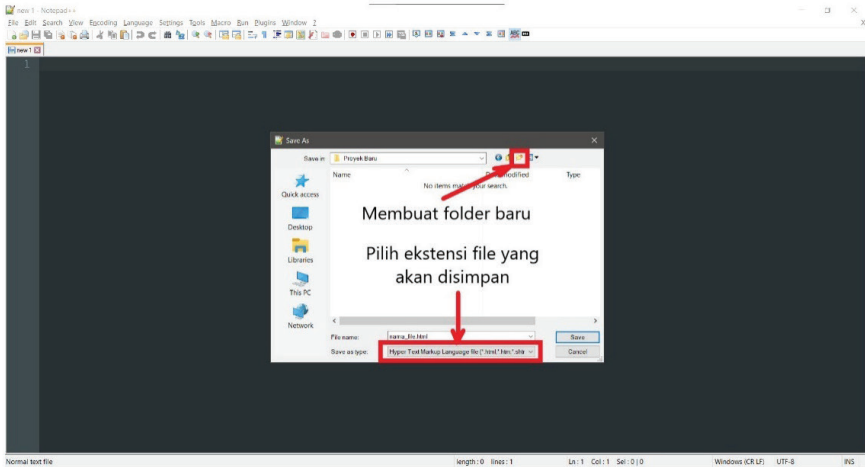 new 1 - Notepad++
File Edit Search View Encoding Language Settings Tools Macro Run Plugins Window ?
X
new 1
1
Save As
Save in: Proyek Baru
Name
modified
Type
No items match your search.
Quick access
Desktop
Libraries
This PC
Network
Membuat folder baru
Pilih ekstensi file yang
akan disimpan
File name: nama_file.html
Save
Save as type: Hyper Text Markup Language file (*.html;*.htm;*.shtr
Cancel
Normal text file
length : 0 lines : 1
Ln : 1 Col : 1 Sel : 0 | 0
Windows (CR LF)
UTF-8
INS